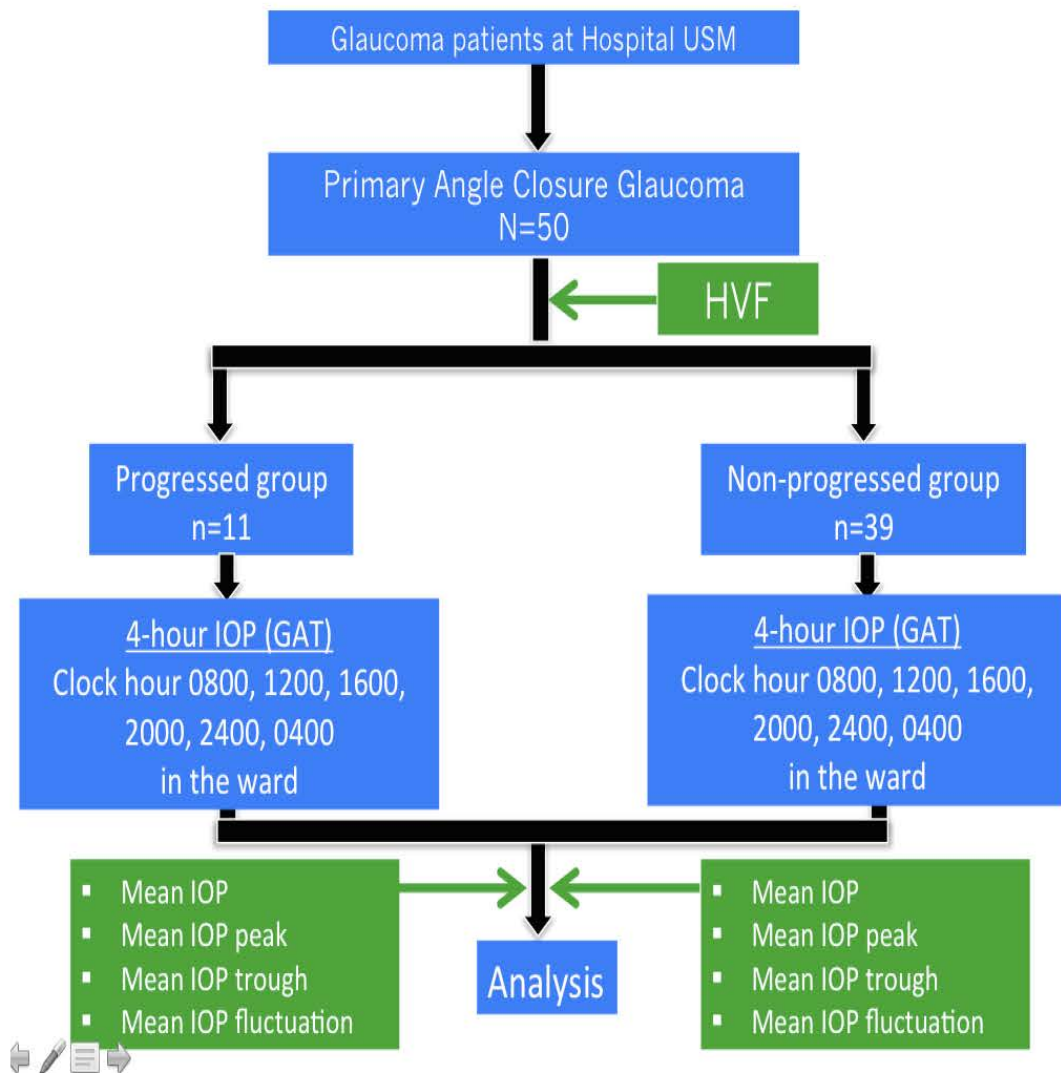 Glaucoma patients at Hospital USM
Primary Angle Closure Glaucoma
N=50
HVF
Progressed group
n=11
Non-progressed group
n=39
4-hour IOP (GAT)
Clock hour 0800, 1200, 1600,
2000, 2400, 0400
in the ward
4-hour IOP (GAT)
Clock hour 0800, 1200, 1600,
2000, 2400, 0400
in the ward
▪ Mean IOP
▪ Mean IOP peak
▪ Mean IOP trough
▪ Mean IOP fluctuation
Analysis
▪ Mean IOP
▪ Mean IOP peak
▪ Mean IOP trough
▪ Mean IOP fluctuation